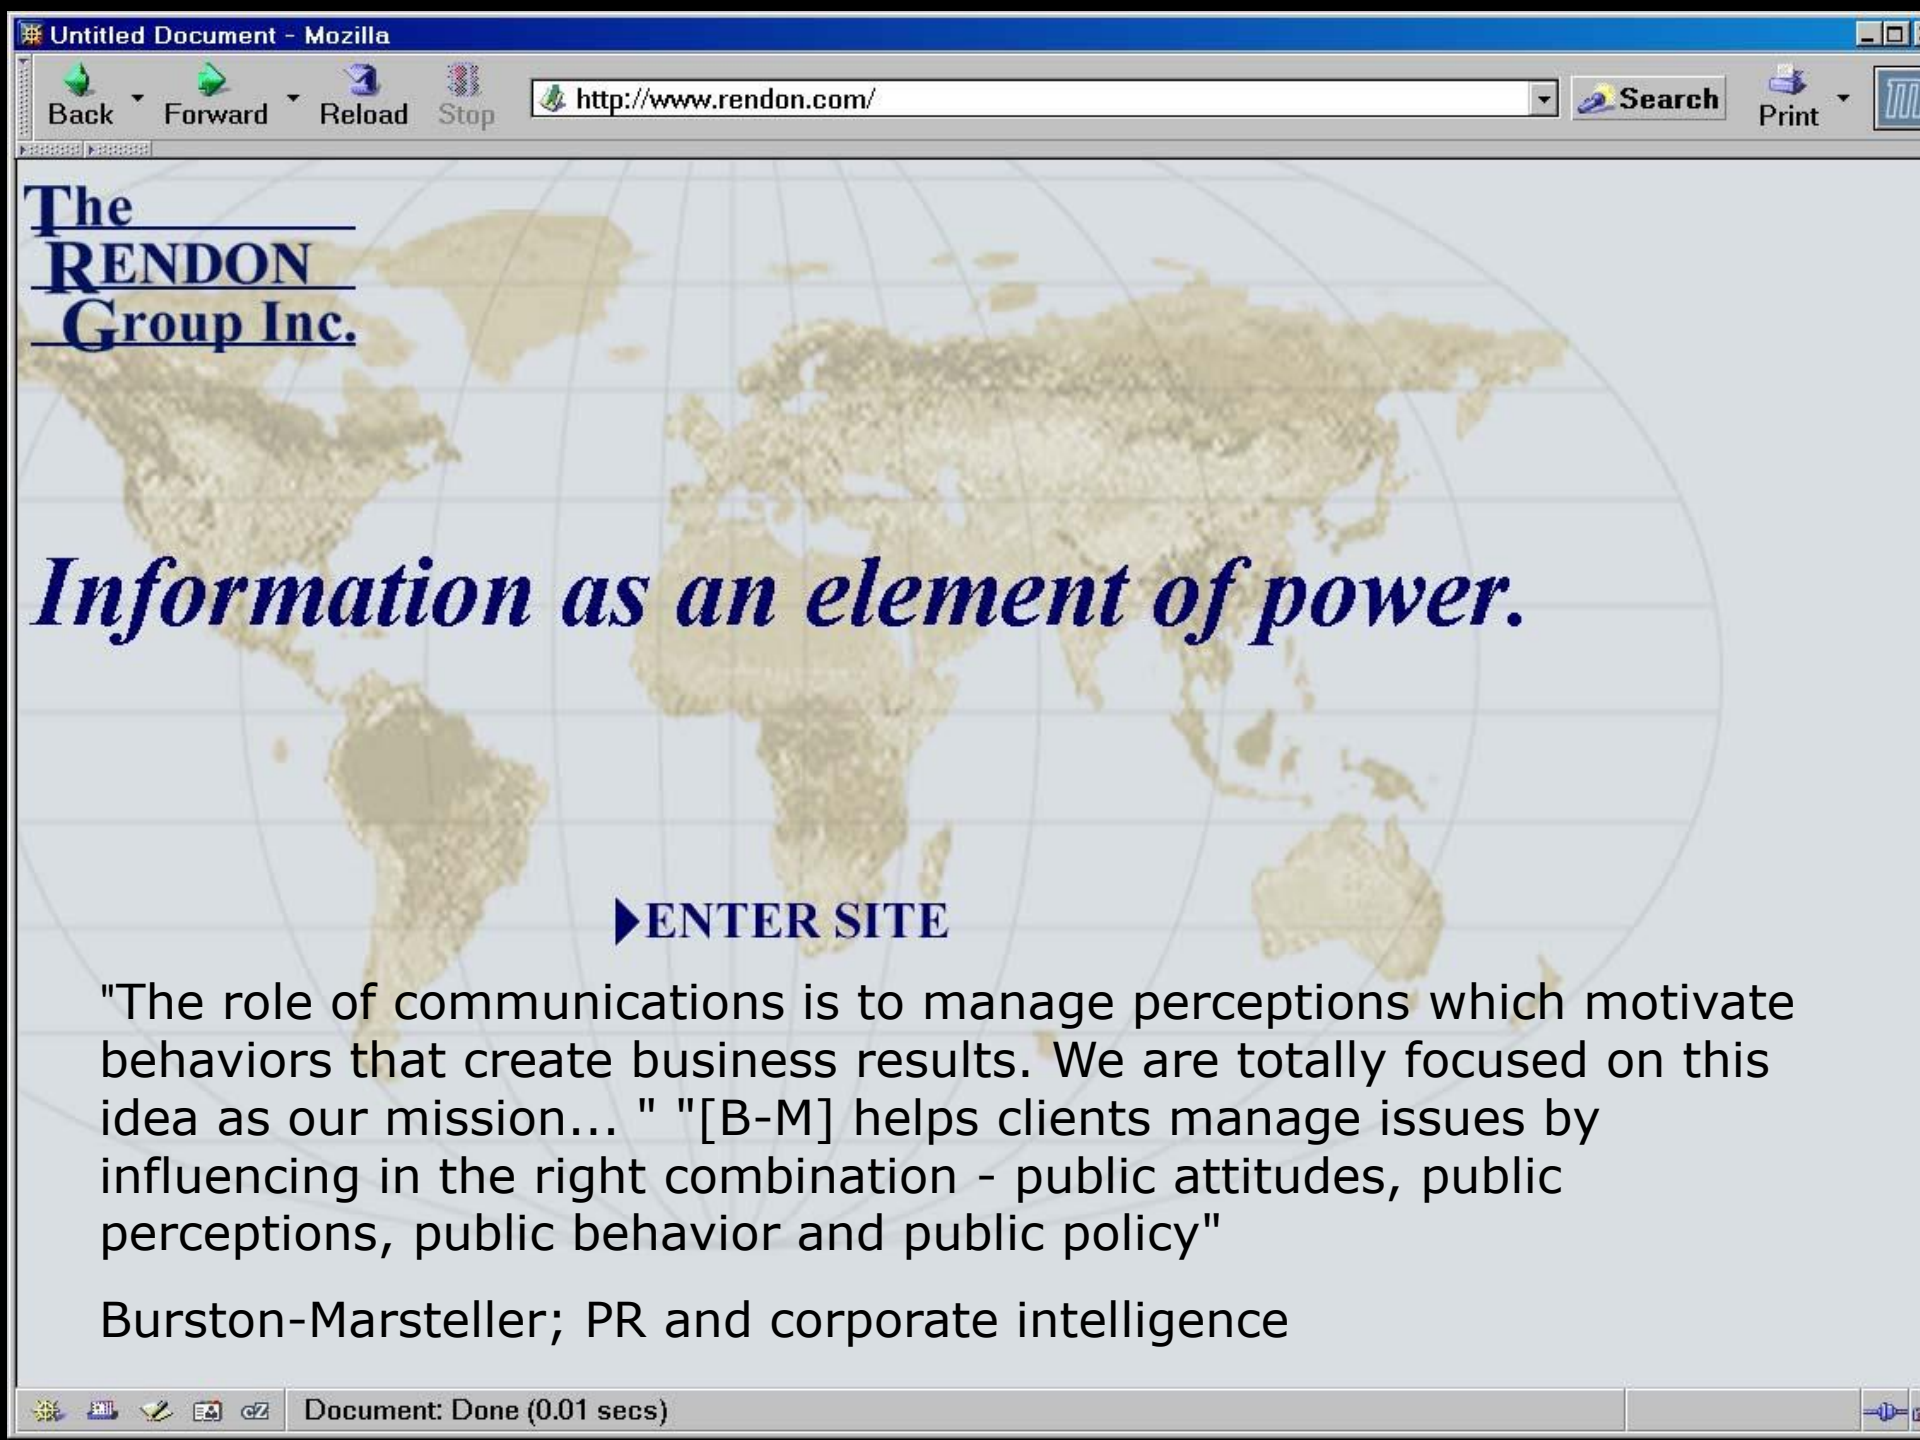 Untitled Document - Mozilla
Back Forward Reload Stop http://www.rendon.com/ Search Print
The
RENDON
Group Inc.
Information as an element of power.
ENTER SITE
"The role of communications is to manage perceptions which motivate
behaviors that create business results. We are totally focused on this
idea as our mission... " "[B-M] helps clients manage issues by
influencing in the right combination - public attitudes, public
perceptions, public behavior and public policy"
Burston-Marsteller; PR and corporate intelligence
Document: Done (0.01 secs)